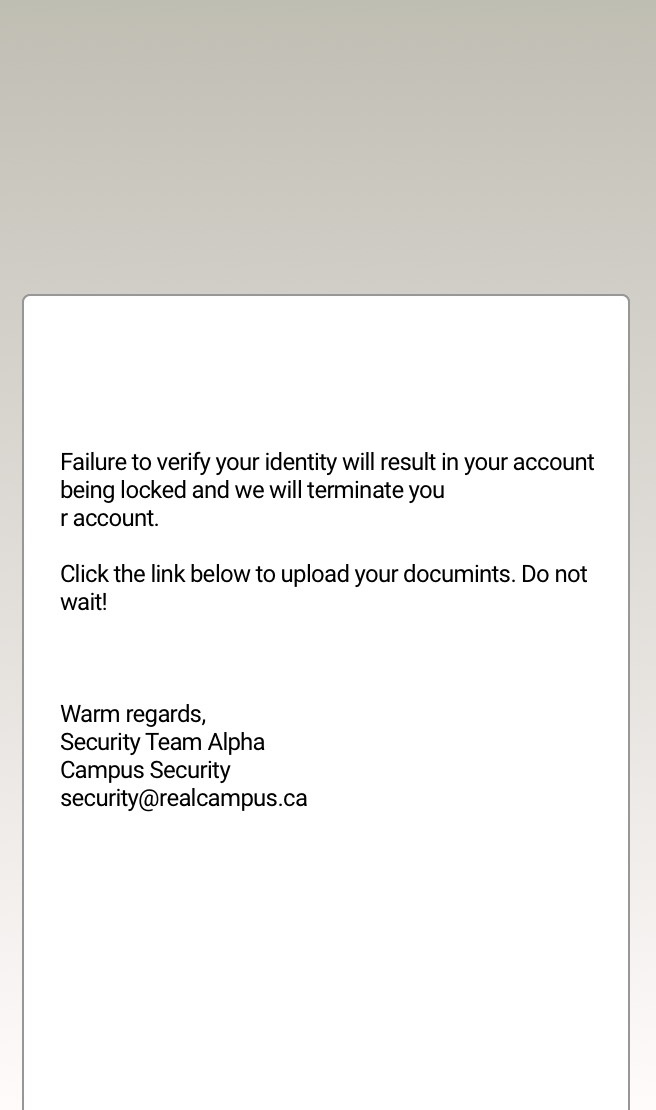 Failure to verify your identity will result in your account
being locked and we will terminate you
r account.
Click the link below to upload your documints. Do not
wait!
Warm regards,
Security Team Alpha
Campus Security
security@realcampus.ca